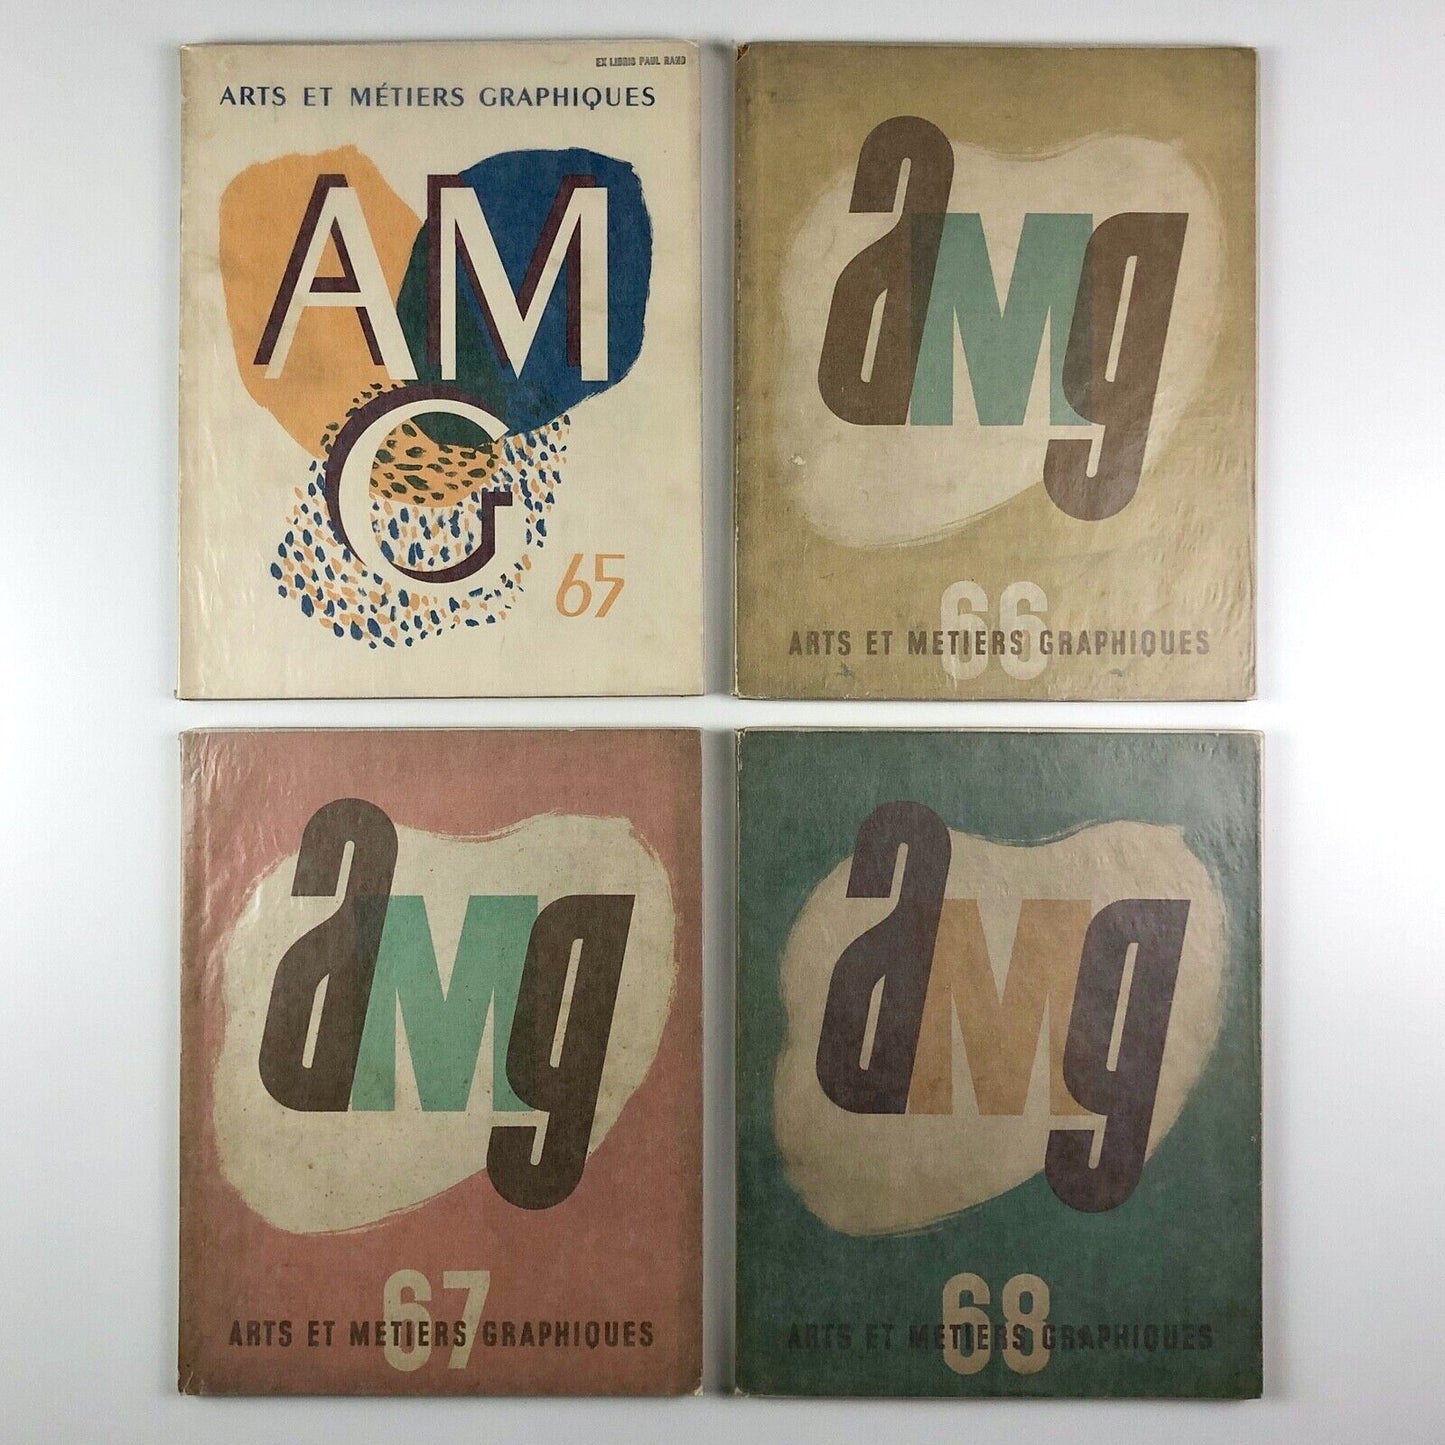 EX LIBRIS PAUL RAND
ARTS ET MÉTIERS GRAPHIQUES
AM
G
65
aMg
66
ARTS ET METIERS GRAPHIQUES
aMg
67
ARTS ET METIERS GRAPHIQUES
aMg
68
ARTS ET METIERS GRAPHIQUES